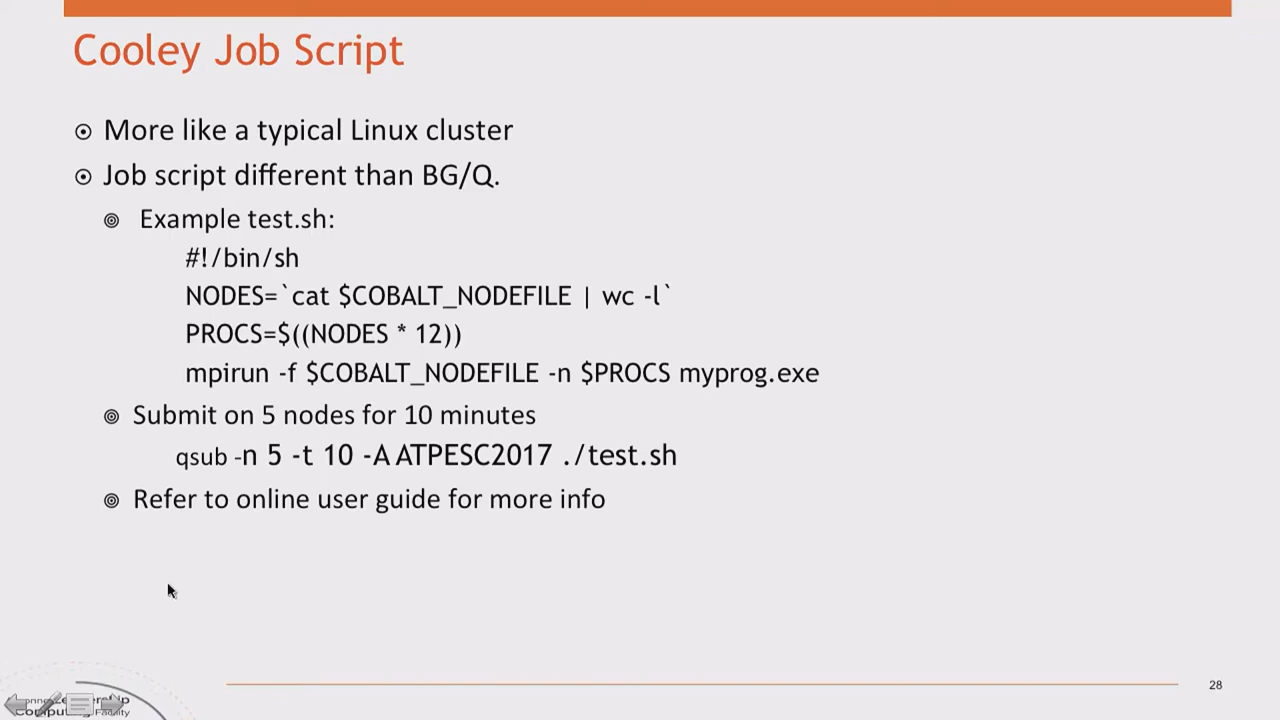 Cooley Job Script
More like a typical Linux cluster
Job script different than BG/Q.
Example test.sh:
#!/bin/sh
NODES=`cat $COBALT_NODEFILE | wc -l`
PROCS=$((NODES * 12))
mpirun -f $COBALT_NODEFILE -n $PROCS myprog.exe
Submit on 5 nodes for 10 minutes
qsub -n 5 -t 10 -A ATPESC2017 ./test.sh
Refer to online user guide for more info
28
Facility